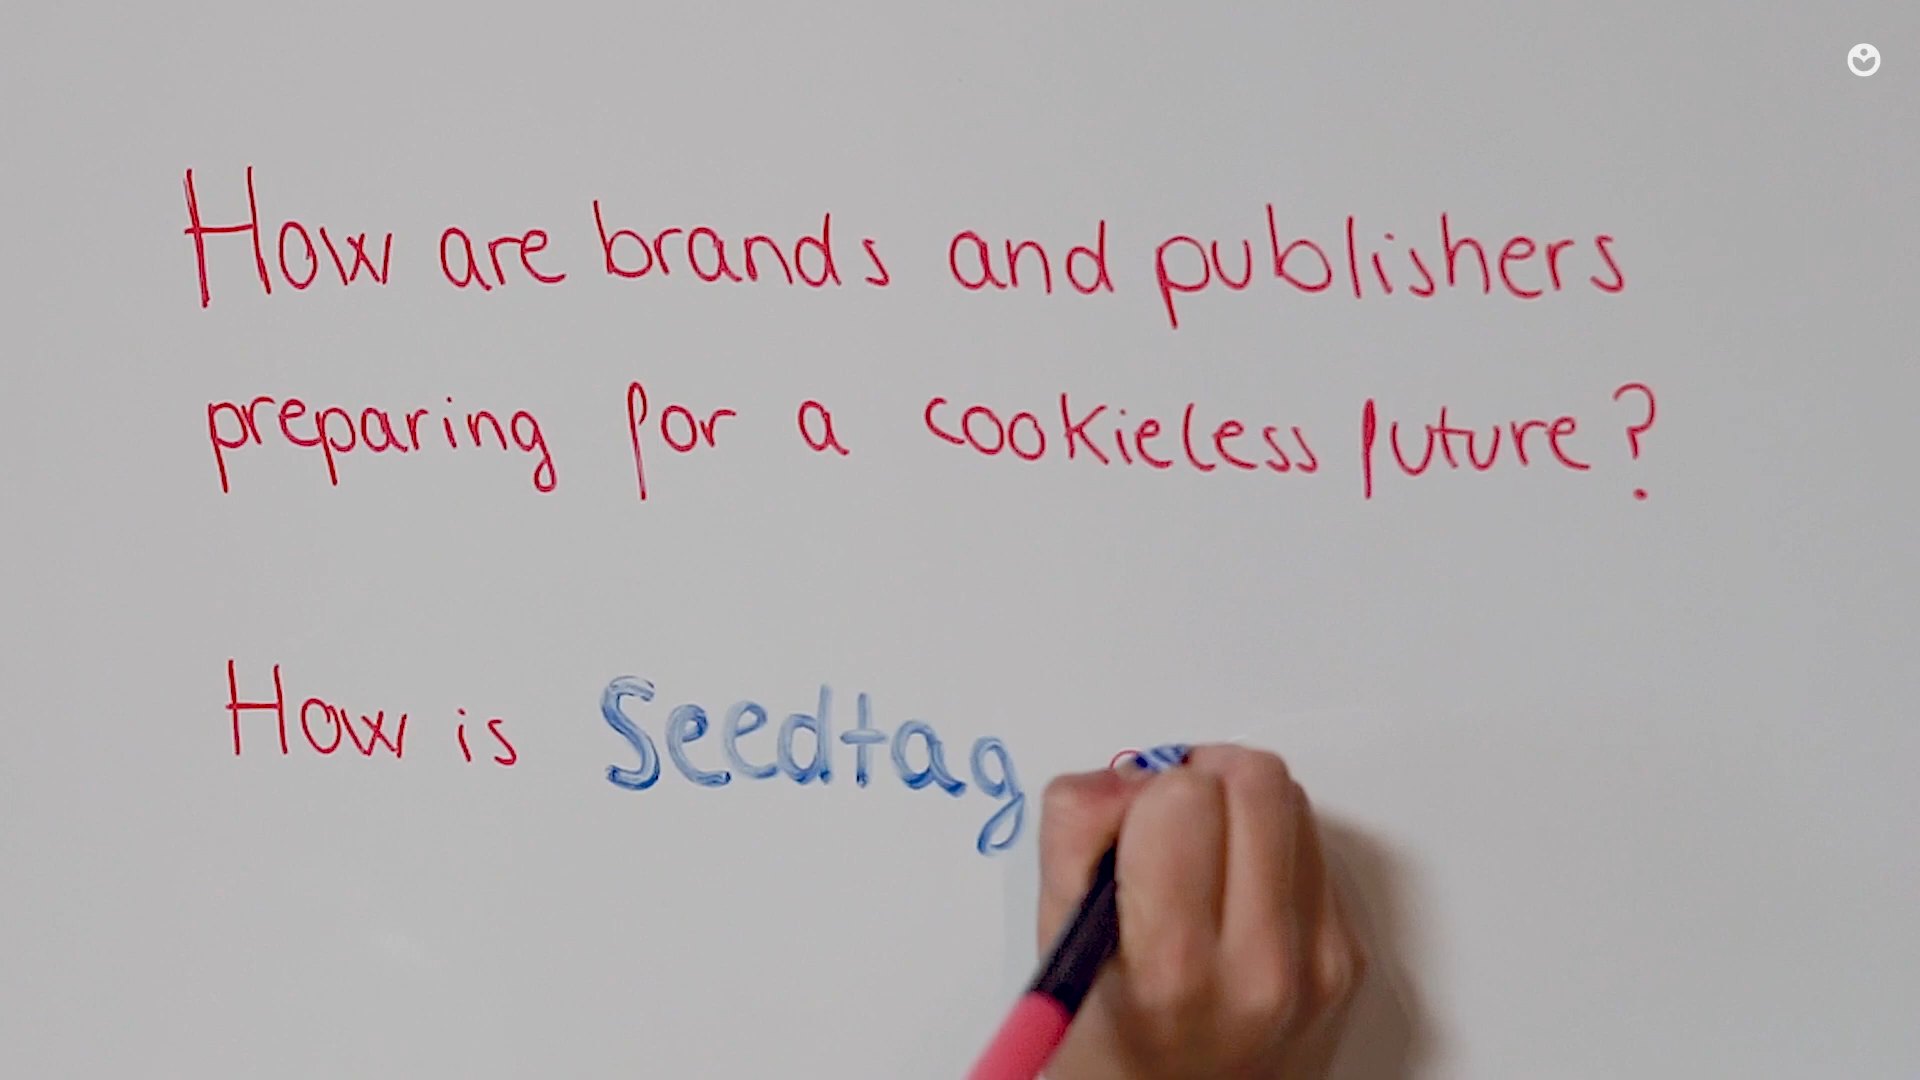 How are brands and publishers
preparing for a cookieless future?
How is Seedtag